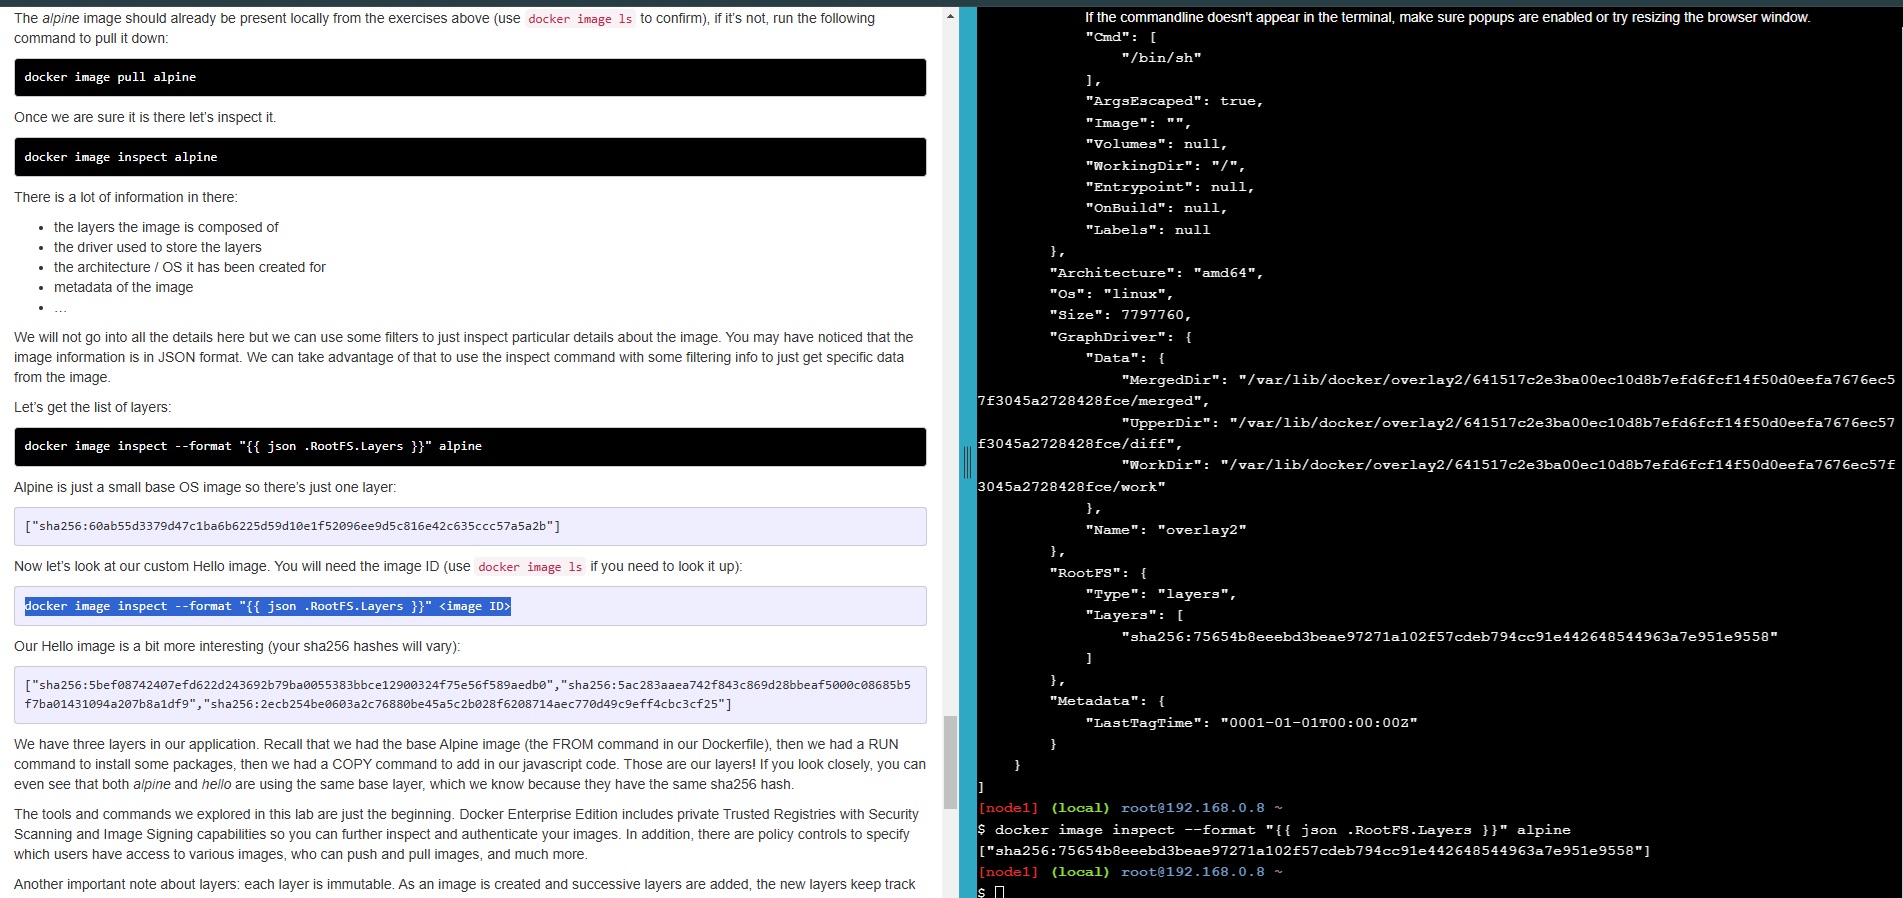 The alpine image should already be present locally from the exercises above (use docker image ls to confirm), if it's not, run the following
command to pull it down:
docker image pull alpine
Once we are sure it is there let's inspect it.
docker image inspect alpine
There is a lot of information in there:
• the layers the image is composed of
• the driver used to store the layers
• the architecture / OS it has been created for
• metadata of the image
• …
We will not go into all the details here but we can use some filters to just inspect particular details about the image. You may have noticed that the
image information is in JSON format. We can take advantage of that to use the inspect command with some filtering info to just get specific data
from the image.
Let's get the list of layers:
docker image inspect --format "{{ json .RootFS.Layers }}" alpine
Alpine is just a small base OS image so there's just one layer:
["sha256:60ab55d3379d47c1ba6b6225d59d10e1f52096ee9d5c816e42c635ccc57a5a2b"]
Now let's look at our custom Hello image. You will need the image ID (use docker image ls if you need to look it up):
docker image inspect --format "{{ json .RootFS.Layers }}" <image ID>
Our Hello image is a bit more interesting (your sha256 hashes will vary):
["sha256:5bef08742407efd622d243692b79ba0055383bbce12900324f75e56f589aedb0","sha256:5ac283aaea742f843c869d28bbeaf5000c08685b5
f7ba01431094a207b8a1df9","sha256:2ecb254be0603a2c76880be45a5c2b028f6208714aec770d49c9eff4cbc3cf25"]
We have three layers in our application. Recall that we had the base Alpine image (the FROM command in our Dockerfile), then we had a RUN
command to install some packages, then we had a COPY command to add in our javascript code. Those are our layers! If you look closely, you can
even see that both alpine and hello are using the same base layer, which we know because they have the same sha256 hash.
The tools and commands we explored in this lab are just the beginning. Docker Enterprise Edition includes private Trusted Registries with Security
Scanning and Image Signing capabilities so you can further inspect and authenticate your images. In addition, there are policy controls to specify
which users have access to various images, who can push and pull images, and much more.
Another important note about layers: each layer is immutable. As an image is created and successive layers are added, the new layers keep track
If the commandline doesn't appear in the terminal, make sure popups are enabled or try resizing the browser window.
"Cmd": [
"/bin/sh"
],
"ArgsEscaped": true,
"Image": "",
"Volumes": null,
"WorkingDir": "/",
"Entrypoint": null,
"OnBuild": null,
"Labels": null
},
"Architecture": "amd64",
"Os": "linux",
"Size": 7797760,
"GraphDriver": {
"Data": {
"MergedDir": "/var/lib/docker/overlay2/641517c2e3ba00ec10d8b7efd6fcf14f50d0eefa7676ec5
7f3045a2728428fce/merged",
"UpperDir": "/var/lib/docker/overlay2/641517c2e3ba00ec10d8b7efd6fcf14f50d0eefa7676ec57
f3045a2728428fce/diff",
"WorkDir": "/var/lib/docker/overlay2/641517c2e3ba00ec10d8b7efd6fcf14f50d0eefa7676ec57f
3045a2728428fce/work"
},
"Name": "overlay2"
},
"RootFS": {
"Type": "layers",
"Layers": [
"sha256:75654b8eeebd3beae97271a102f57cdeb794cc91e442648544963a7e951e9558"
]
},
"Metadata": {
"LastTagTime": "0001-01-01T00:00:00Z"
}
}
]
[node1] (local) root@192.168.0.8 ~
$ docker image inspect --format "{{ json .RootFS.Layers }}" alpine
["sha256:75654b8eeebd3beae97271a102f57cdeb794cc91e442648544963a7e951e9558"]
[node1] (local) root@192.168.0.8 ~
$